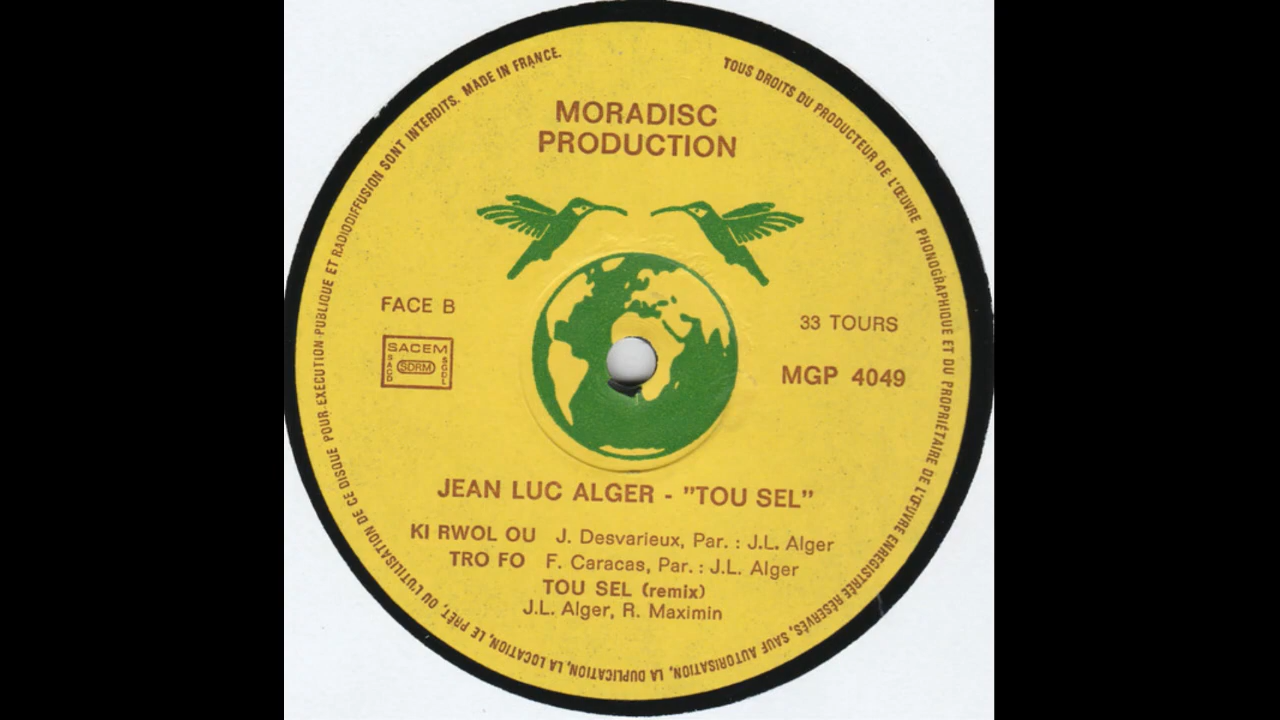 TOUS DROITS DU PRODUCTEUR DE L'ŒUVRE PHONOGRAPHIQUE ET DU PROPRIÉTAIRE DE L'ŒUVRE ENREGISTRÉE RÉSERVÉS, SAUF AUTORISATION, LA DUPLICATION, LA LOCATION, LE PRÊT, OU L'UTILISATION DE CE DISQUE POUR EXECUTION PUBLIQUE ET RADIODIFFUSION SONT INTERDITS. MADE IN FRANCE.
MORADISC
PRODUCTION
FACE B
SACEM
SACD
SDRM
SGDL
33 TOURS
MGP 4049
JEAN LUC ALGER - "TOU SEL"
KI RWOL OU J. Desvarieux, Par. : J.L. Alger
TRO FO F. Caracas, Par. : J.L. Alger
TOU SEL (remix)
J.L. Alger, R. Maximin